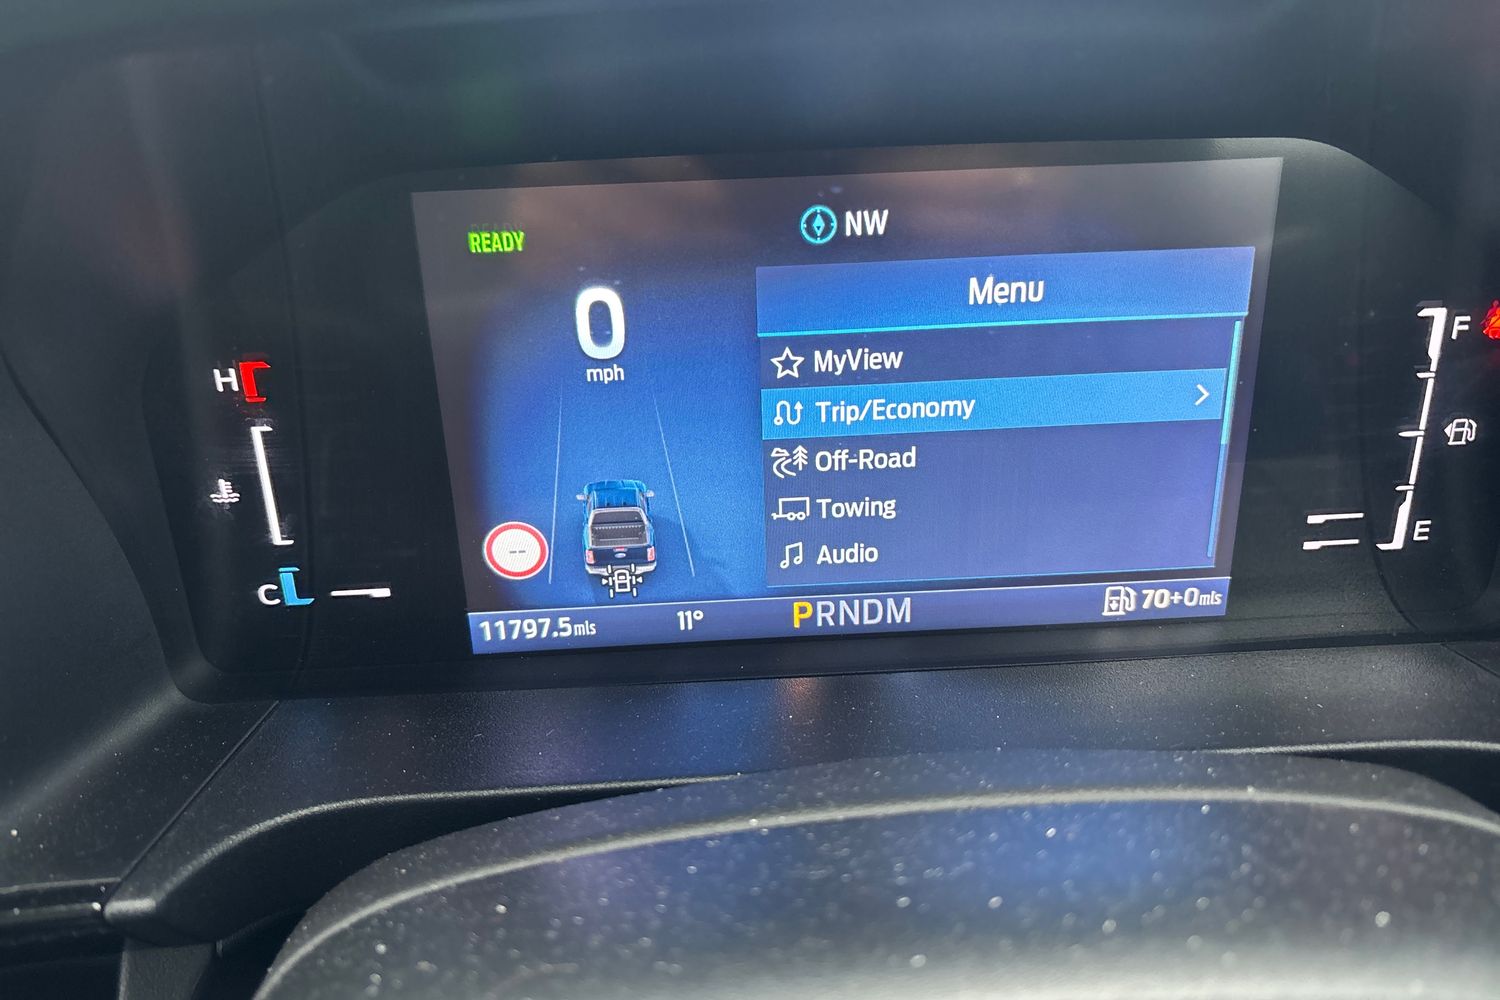 READY
NW
0
mph
Menu
MyView
Trip/Economy
Off-Road
Towing
Audio
--
11797.5mls
11°
PRNDM
70+0mls
H
C
F
E